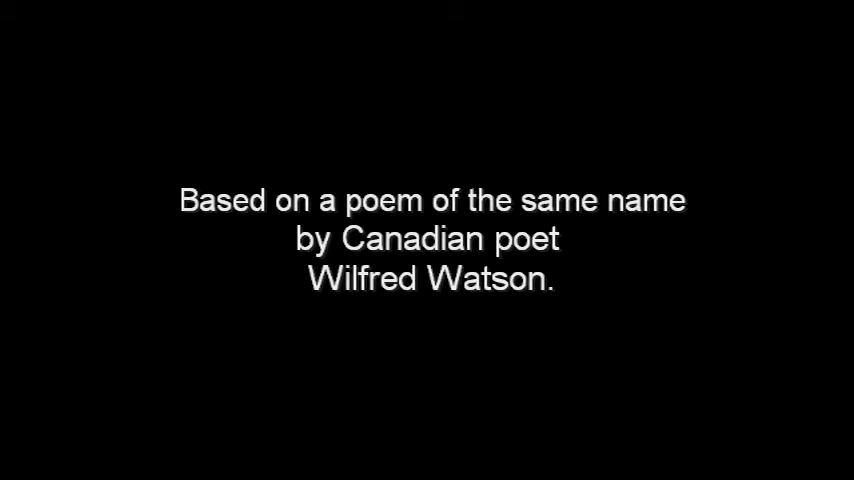 Based on a poem of the same name
by Canadian poet
Wilfred Watson.